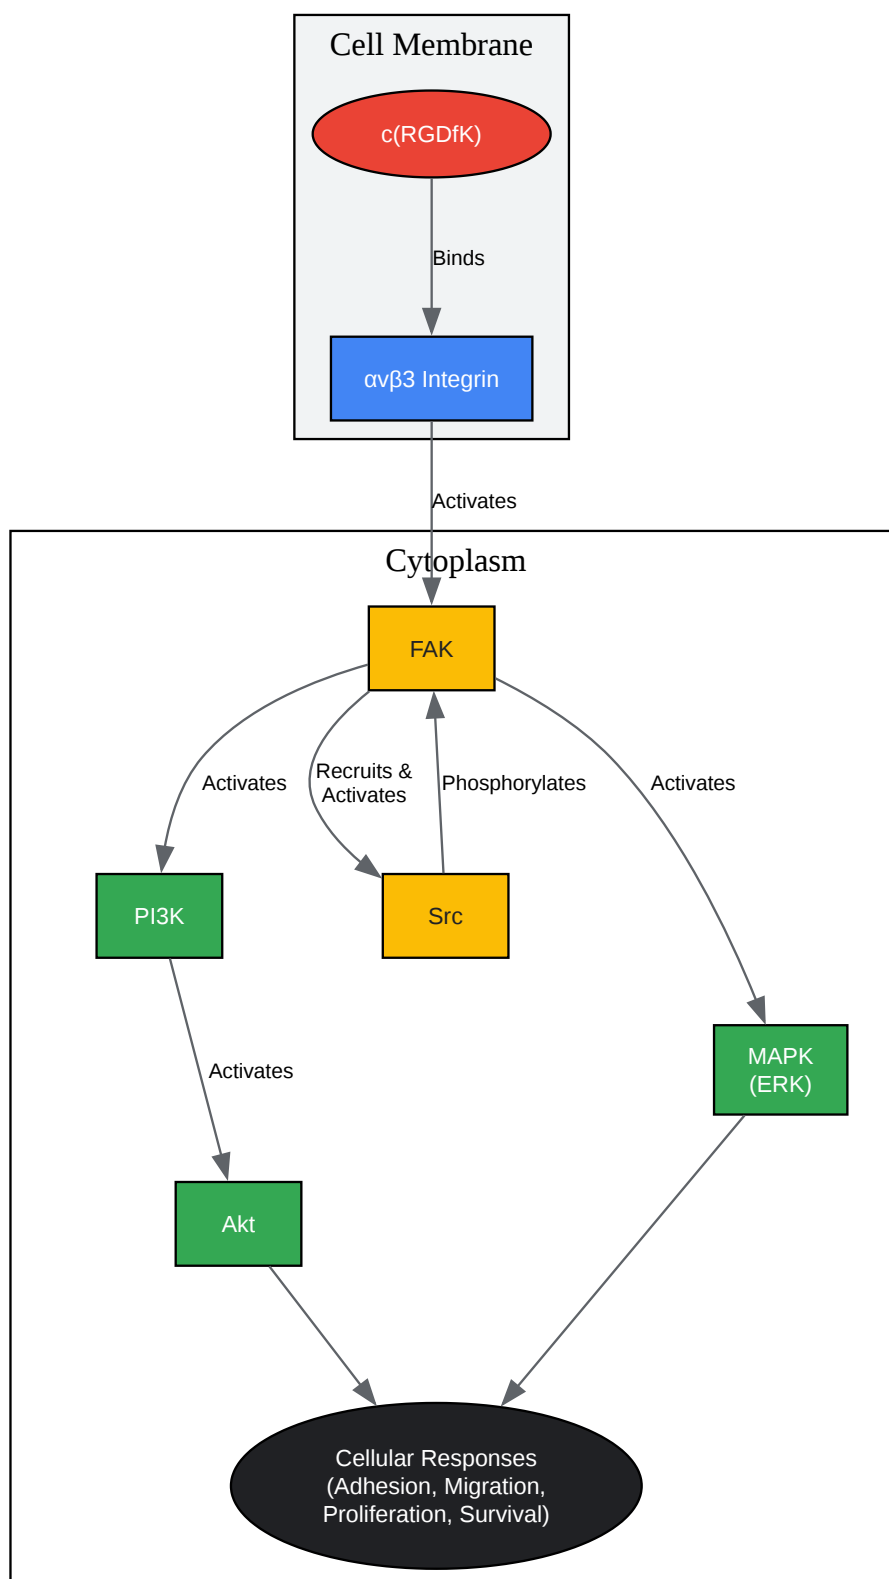 Cell Membrane
c(RGDfK)
Binds
αvβ3 Integrin
Activates
Cytoplasm
FAK
Activates
Recruits &
Activates
Phosphorylates
Activates
PI3K
Src
MAPK
(ERK)
Activates
Akt
Cellular Responses
(Adhesion, Migration,
Proliferation, Survival)